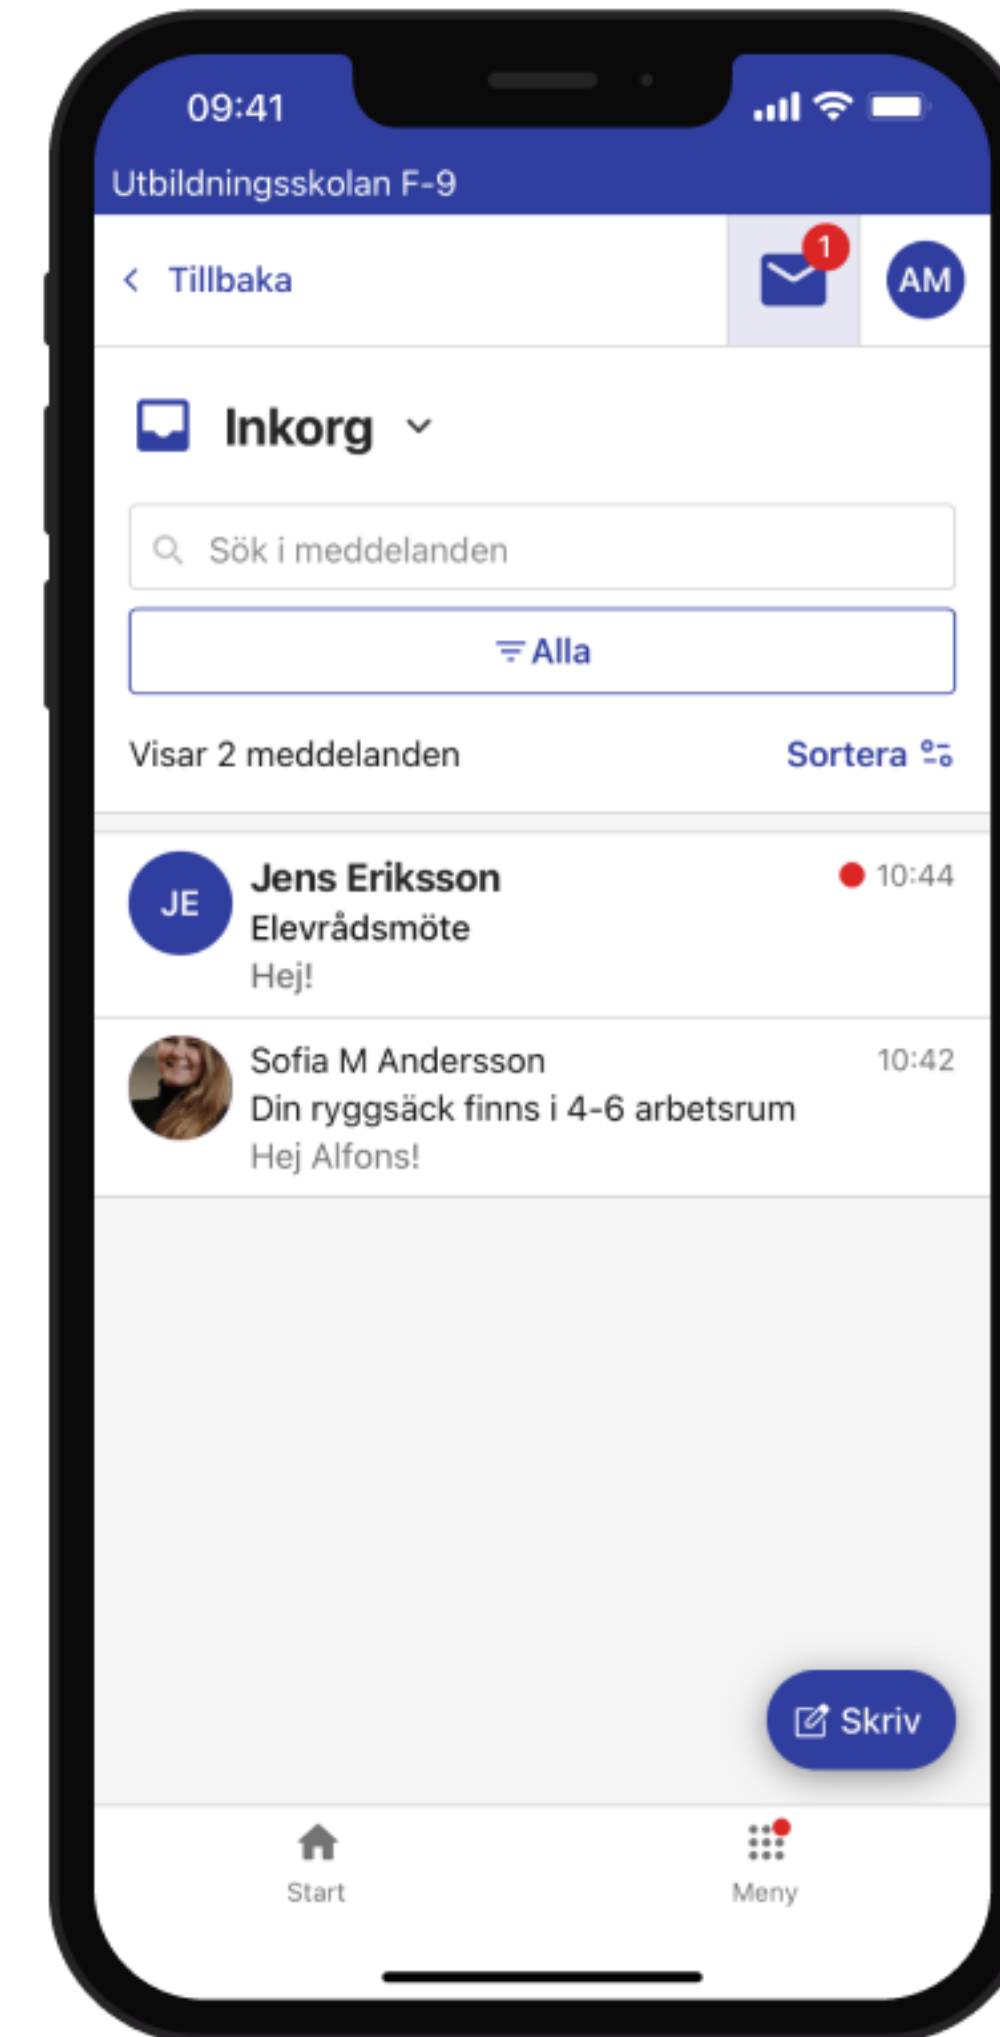 09:41
Utbildningsskolan F-9
Tillbaka
1
AM
Inkorg
Sök i meddelanden
Alla
Visar 2 meddelanden
Sortera
JE
Jens Eriksson
10:44
Elevrådsmöte
Hej!
Sofia M Andersson
10:42
Din ryggsäck finns i 4-6 arbetsrum
Hej Alfons!
Skriv
Start
Meny